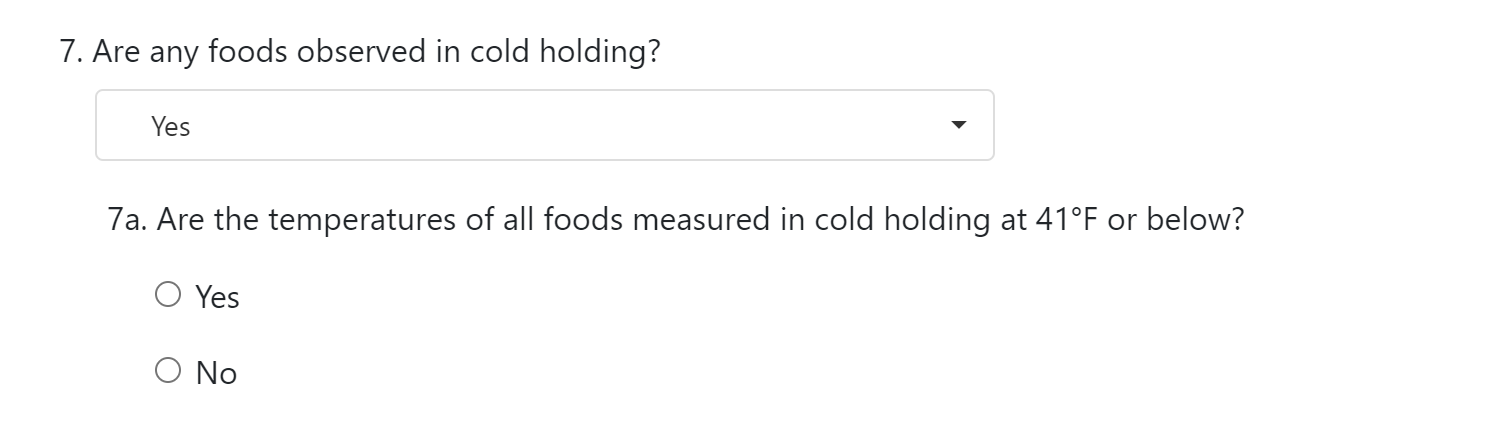 7. Are any foods observed in cold holding?
Yes
7a. Are the temperatures of all foods measured in cold holding at 41°F or below?
Yes
No